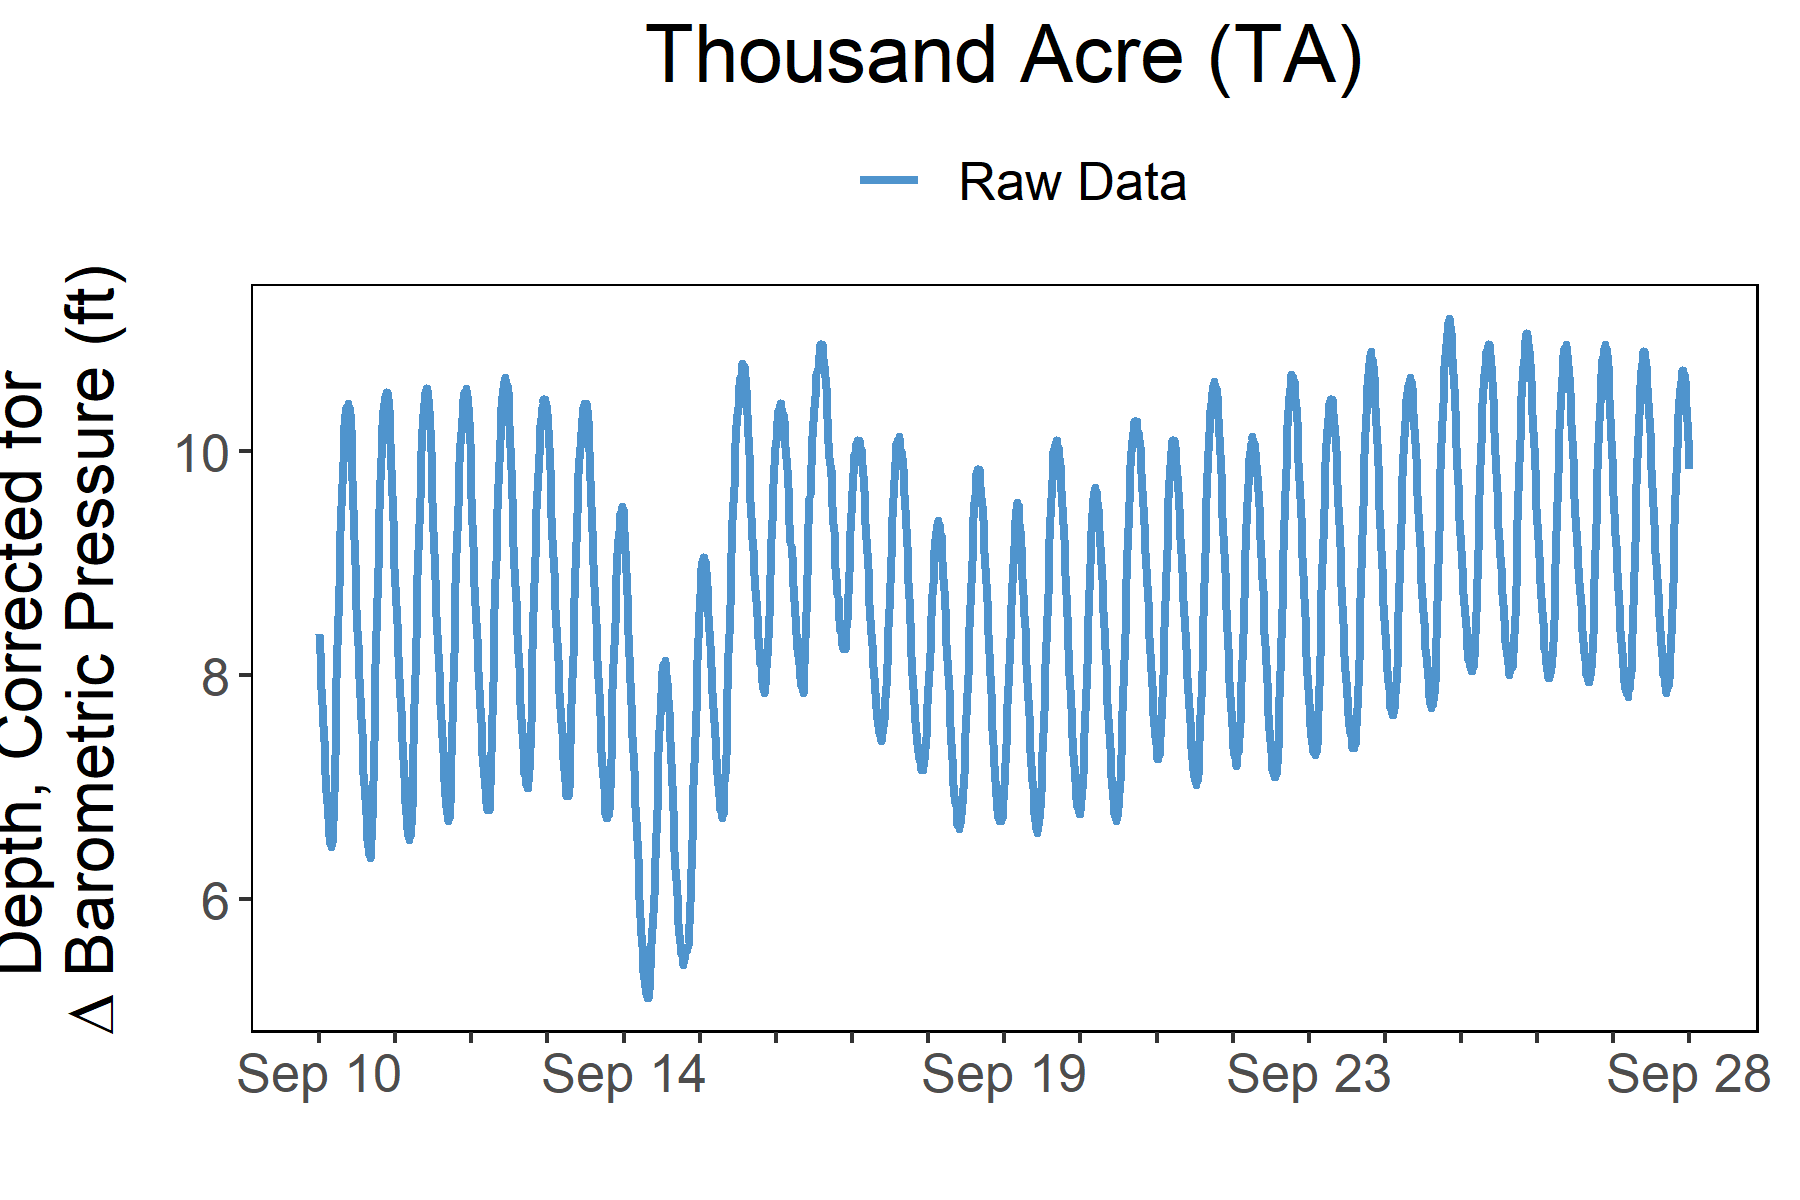 Thousand Acre (TA)
Raw Data
Depth, Corrected for
Δ Barometric Pressure (ft)
10
8
6
Sep 10 Sep 14 Sep 19 Sep 23 Sep 28